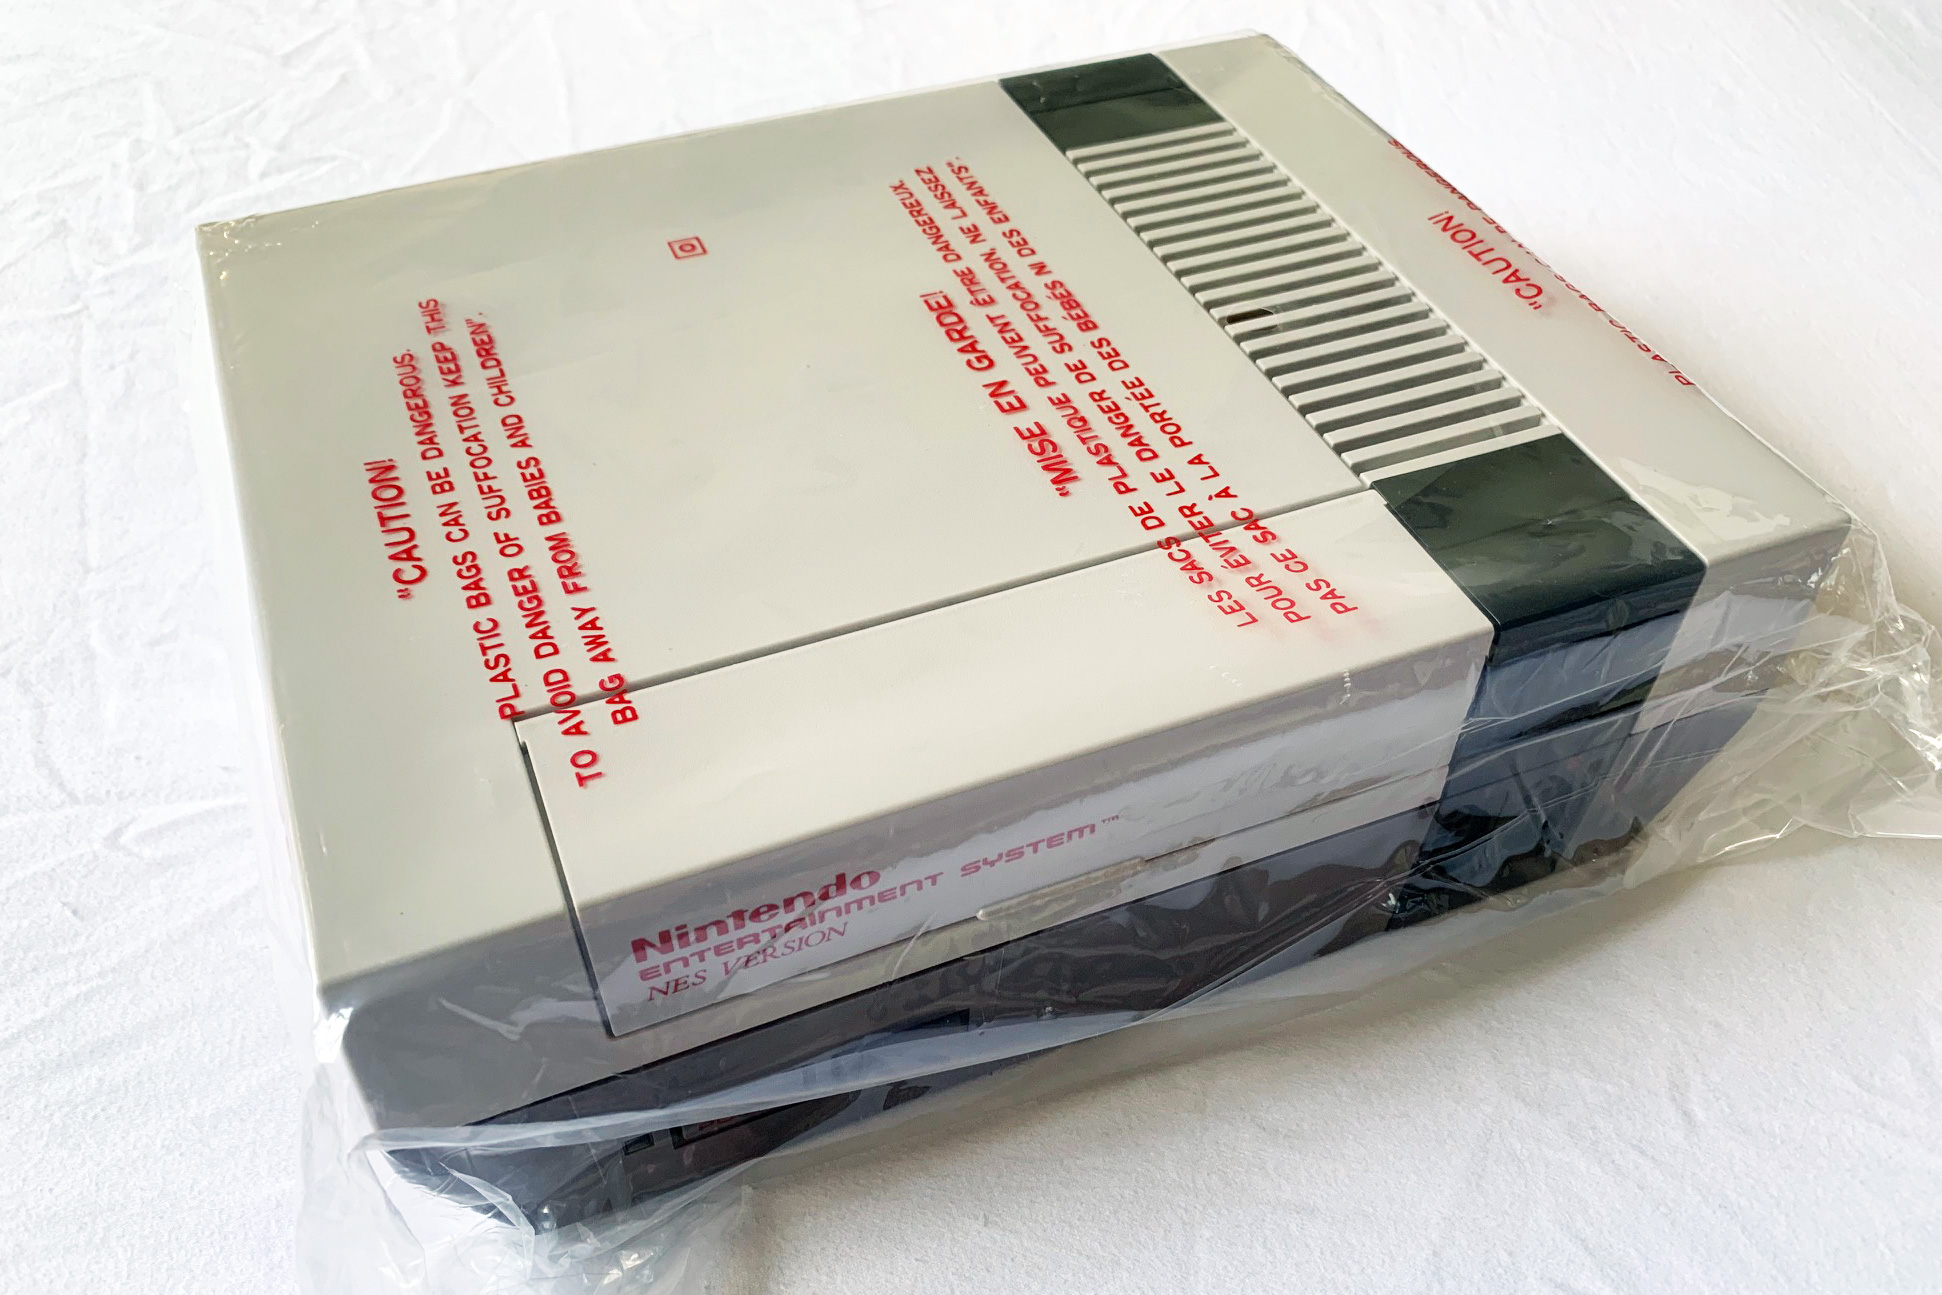 "CAUTION!
PLASTIC BAGS CAN BE DANGEROUS.
TO AVOID DANGER OF SUFFOCATION KEEP THIS
BAG AWAY FROM BABIES AND CHILDREN".
"MISE EN GARDE!
LES SACS DE PLASTIQUE PEUVENT ÊTRE DANGEREUX.
POUR ÉVITER LE DANGER DE SUFFOCATION, NE LAISSEZ
PAS CE SAC À LA PORTÉE DES BÉBÉS NI DES ENFANTS".
"CAUTION!
Nintendo
ENTERTAINMENT SYSTEM™
NES VERSION